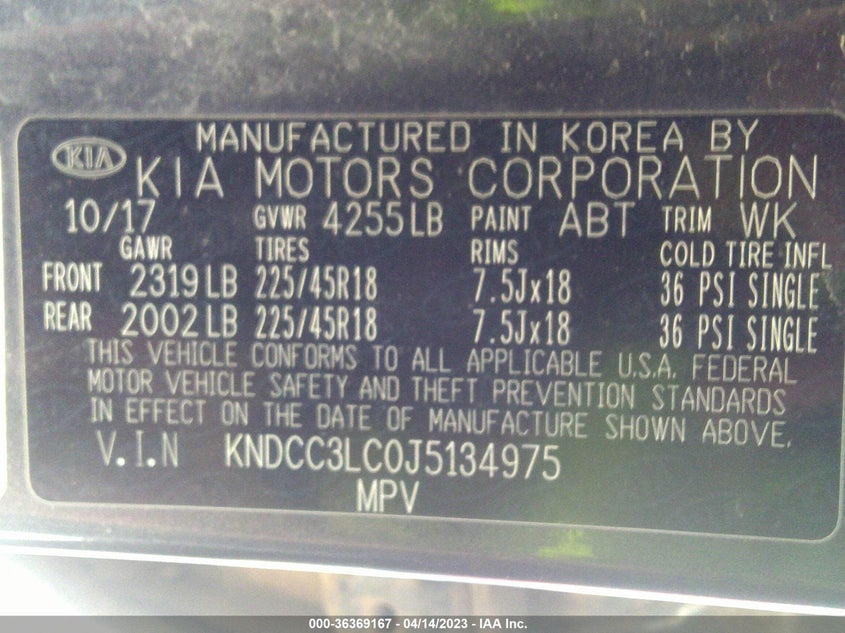 MANUFACTURED IN KOREA BY
KIA KIA MOTORS CORPORATION
10/17 GVWR 4255LB PAINT ABT TRIM WK
GAWR TIRES RIMS COLD TIRE INFL
FRONT 2319LB 225/45R18 7.5Jx18 36 PSI SINGLE
REAR 2002LB 225/45R18 7.5Jx18 36 PSI SINGLE
THIS VEHICLE CONFORMS TO ALL APPLICABLE U.S.A. FEDERAL
MOTOR VEHICLE SAFETY AND THEFT PREVENTION STANDARDS
IN EFFECT ON THE DATE OF MANUFACTURE SHOWN ABOVE.
V.I.N KNDCC3LC0J5134975
MPV
000-36369167 - 04/14/2023 - IAA Inc.